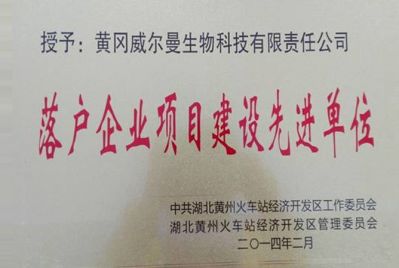 授予：黄冈威尔曼生物科技有限责任公司
落户企业项目建设先进单位
中共湖北黄州火车站经济开发区工作委员会
湖北黄州火车站经济开发区管理委员会
二〇一四年二月